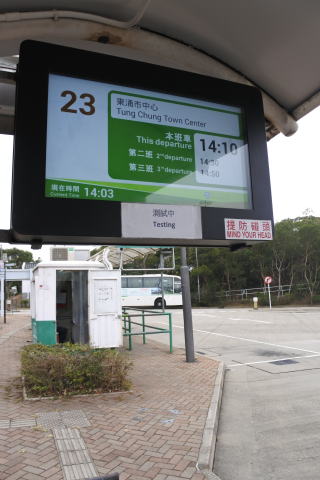 23
東涌市中心
Tung Chung Town Center
本班車
This departure
14:10
第二班 2nd departure
14:30
第三班 3rd departure
14:50
現在時間
Current Time
14:03
測試中
Testing
提防碰頭
MIND YOUR HEAD